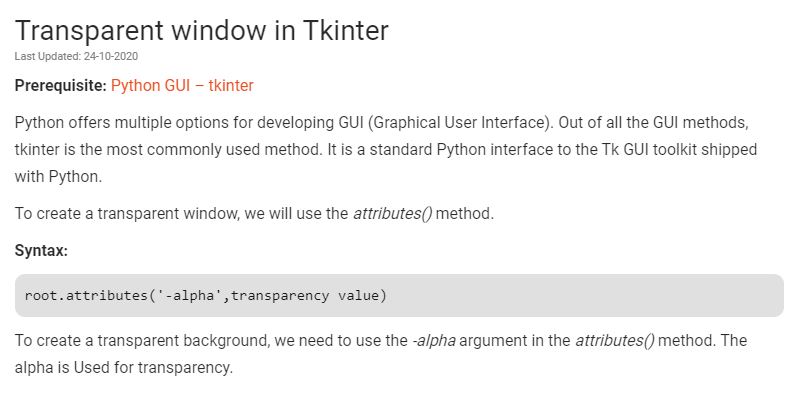 Transparent window in Tkinter
Last Updated: 24-10-2020
Prerequisite: Python GUI – tkinter
Python offers multiple options for developing GUI (Graphical User Interface). Out of all the GUI methods,
tkinter is the most commonly used method. It is a standard Python interface to the Tk GUI toolkit shipped
with Python.
To create a transparent window, we will use the attributes() method.
Syntax:
root.attributes('-alpha',transparency value)
To create a transparent background, we need to use the -alpha argument in the attributes() method. The
alpha is Used for transparency.